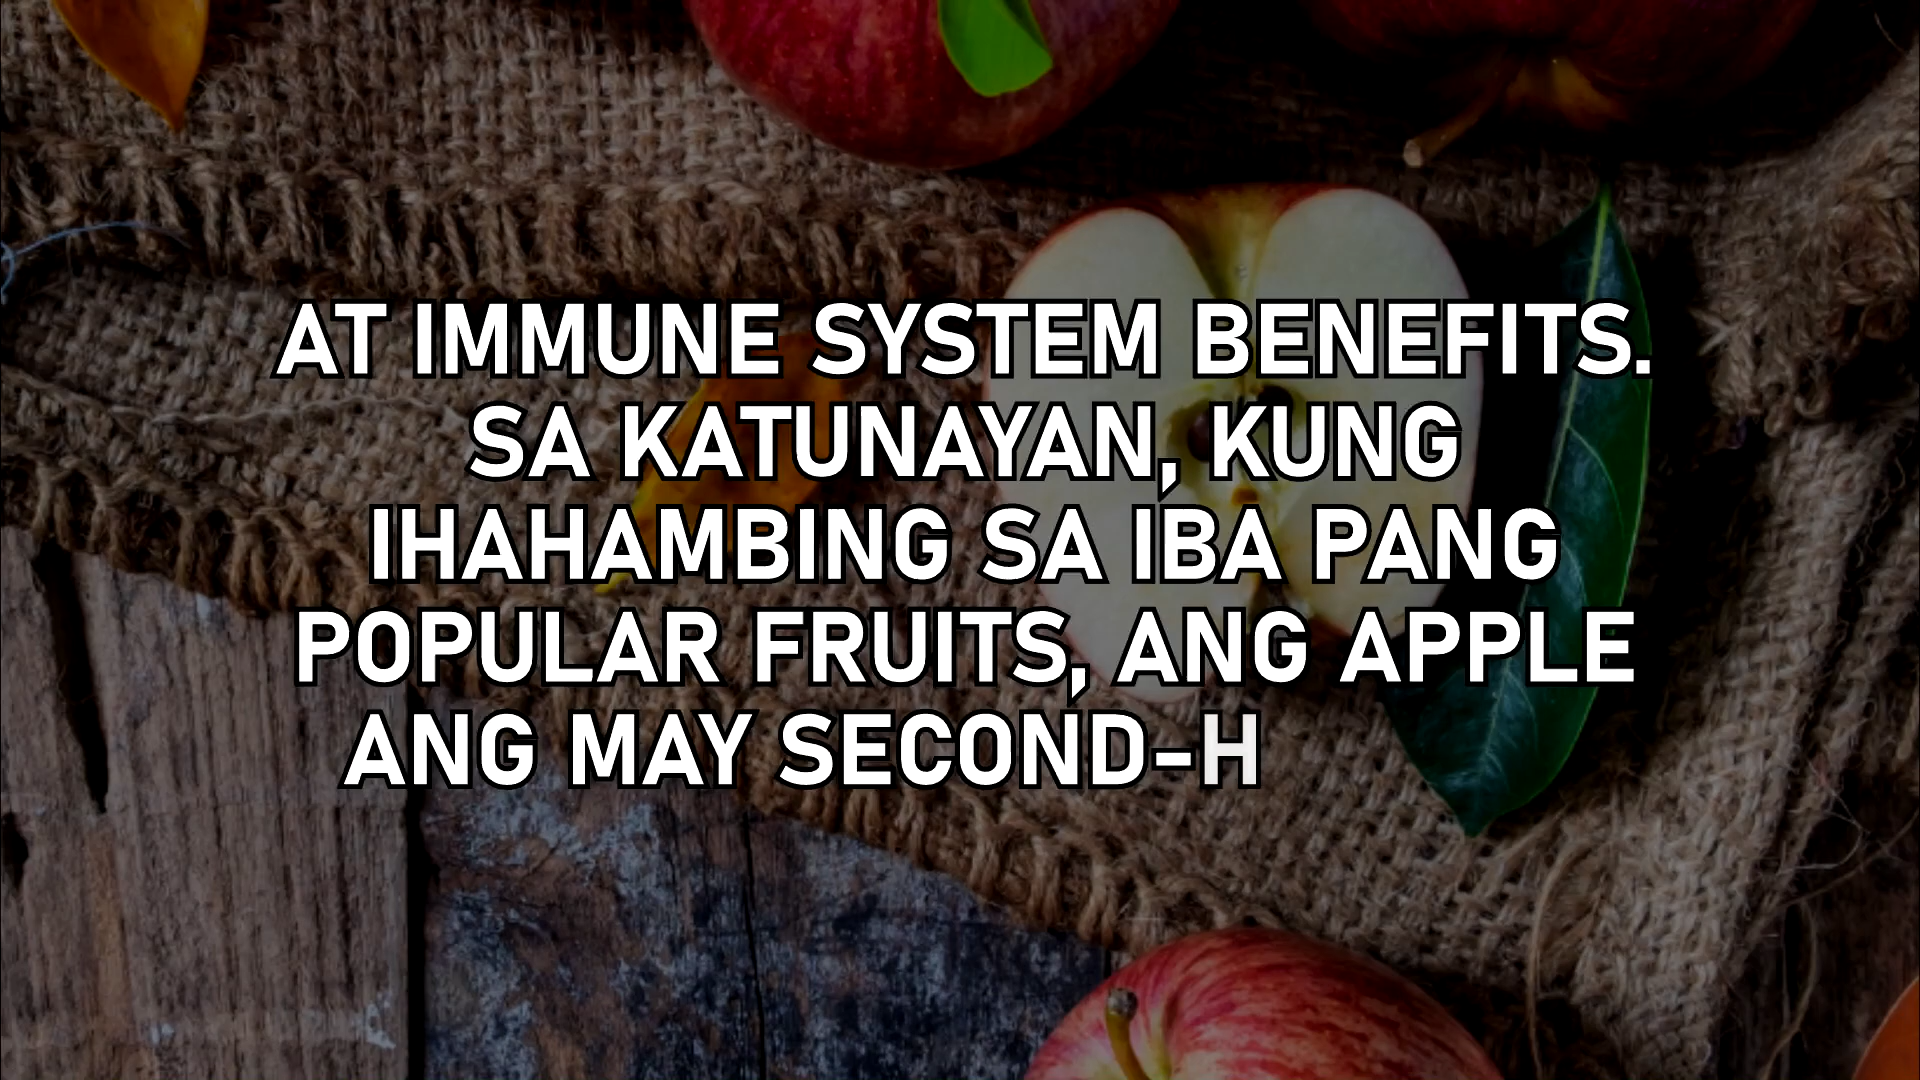 AT IMMUNE SYSTEM BENEFITS.
SA KATUNAYAN, KUNG
IHAHAMBING SA IBA PANG
POPULAR FRUITS, ANG APPLE
ANG MAY SECOND-H